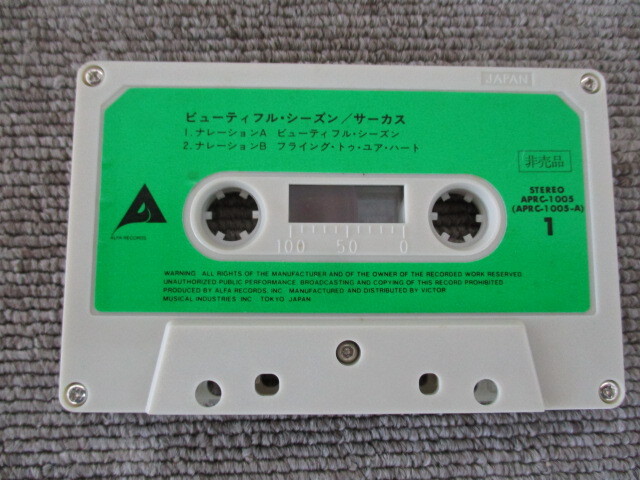 JAPAN
ビューティフル・シーズン／サーカス
1. ナレーションA ビューティフル・シーズン
2. ナレーションB フライング・トゥ・ユア・ハート
非売品
STEREO
APRC-1005
(APRC-1005-A)
1
ALFA RECORDS
100 50 0
WARNING: ALL RIGHTS OF THE MANUFACTURER AND OF THE OWNER OF THE RECORDED WORK RESERVED.
UNAUTHORIZED PUBLIC PERFORMANCE, BROADCASTING AND COPYING OF THIS RECORD PROHIBITED
PRODUCED BY ALFA RECORDS, INC. MANUFACTURED AND DISTRIBUTED BY VICTOR
MUSICAL INDUSTRIES INC. TOKYO JAPAN